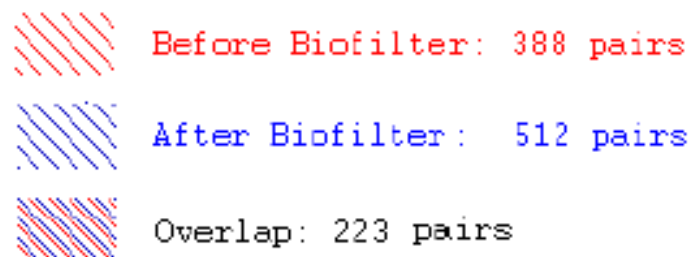 Before Biofilter: 388 pairs
After Biofilter: 512 pairs
Overlap: 223 pairs